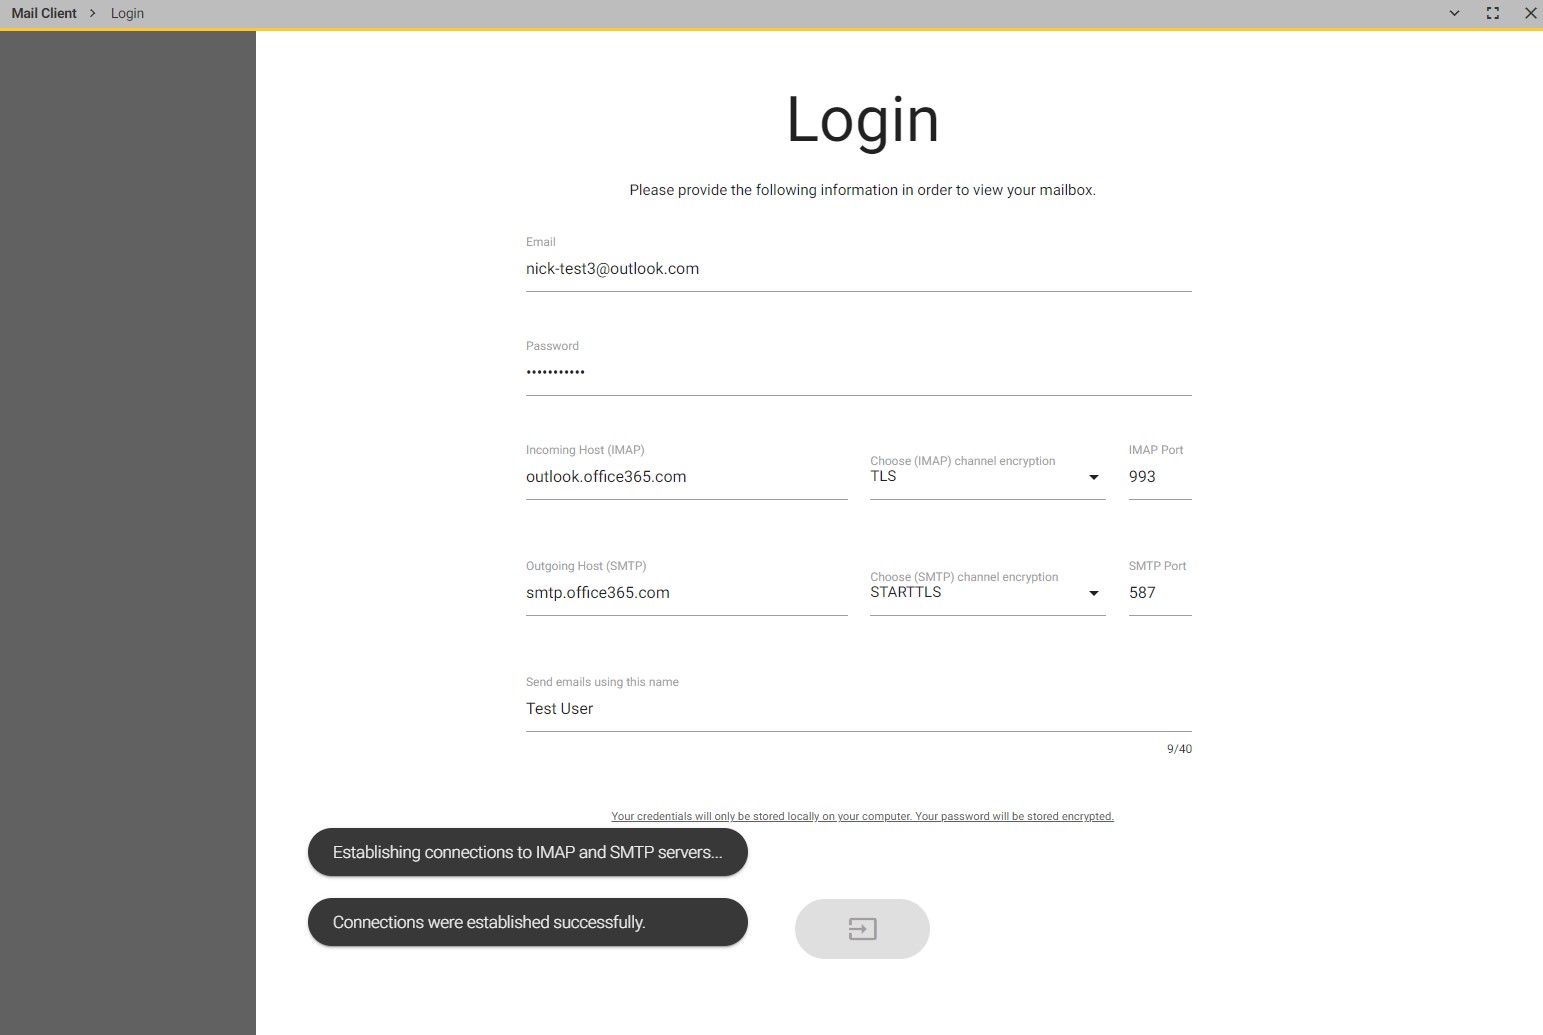 Mail Client > Login
Login
Please provide the following information in order to view your mailbox.
Email
nick-test3@outlook.com
Password
•••••••••••
Incoming Host (IMAP)
outlook.office365.com
Choose (IMAP) channel encryption
TLS
IMAP Port
993
Outgoing Host (SMTP)
smtp.office365.com
Choose (SMTP) channel encryption
STARTTLS
SMTP Port
587
Send emails using this name
Test User
9/40
Your credentials will only be stored locally on your computer. Your password will be stored encrypted.
Establishing connections to IMAP and SMTP servers...
Connections were established successfully.